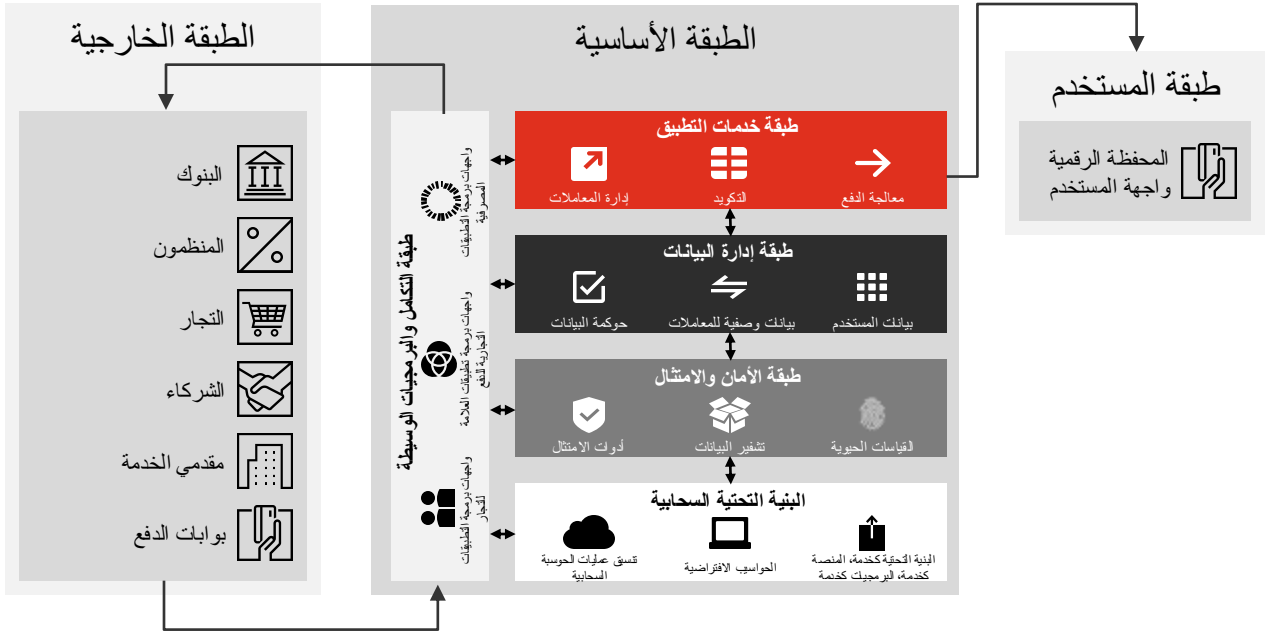 الطبقة الخارجية
البنوك
المنظمون
التجار
الشركاء
مقدمي الخدمة
بوابات الدفع
الطبقة الأساسية
طبقة التكامل والبرمجيات الوسيطة
واجهات برمجة التطبيقات
المصرفية
واجهات برمجة تطبيقات العلامة
التجارية للدفع
واجهات برمجة التطبيقات
للتجار
طبقة خدمات التطبيق
معالجة الدفع
التكويد
إدارة المعاملات
طبقة إدارة البيانات
بيانات المستخدم
بيانات وصفية للمعاملات
حوكمة البيانات
طبقة الأمان والامتثال
القياسات الحيوية
تشفير البيانات
أدوات الامتثال
البنية التحتية السحابية
البنية التحتية كخدمة، المنصة
كخدمة، البرمجيات كخدمة
الحواسيب الافتراضية
تنسيق عمليات الحوسبة
السحابية
طبقة المستخدم
المحفظة الرقمية
واجهة المستخدم